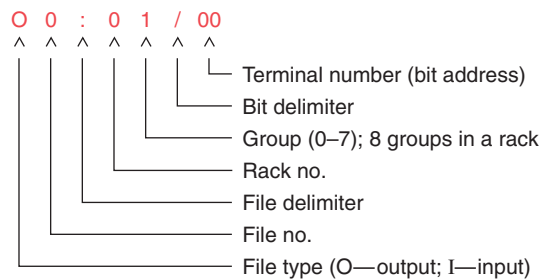 O 0 : 0 1 / 00
Terminal number (bit address)
Bit delimiter
Group (0–7); 8 groups in a rack
Rack no.
File delimiter
File no.
File type (O—output; I—input)